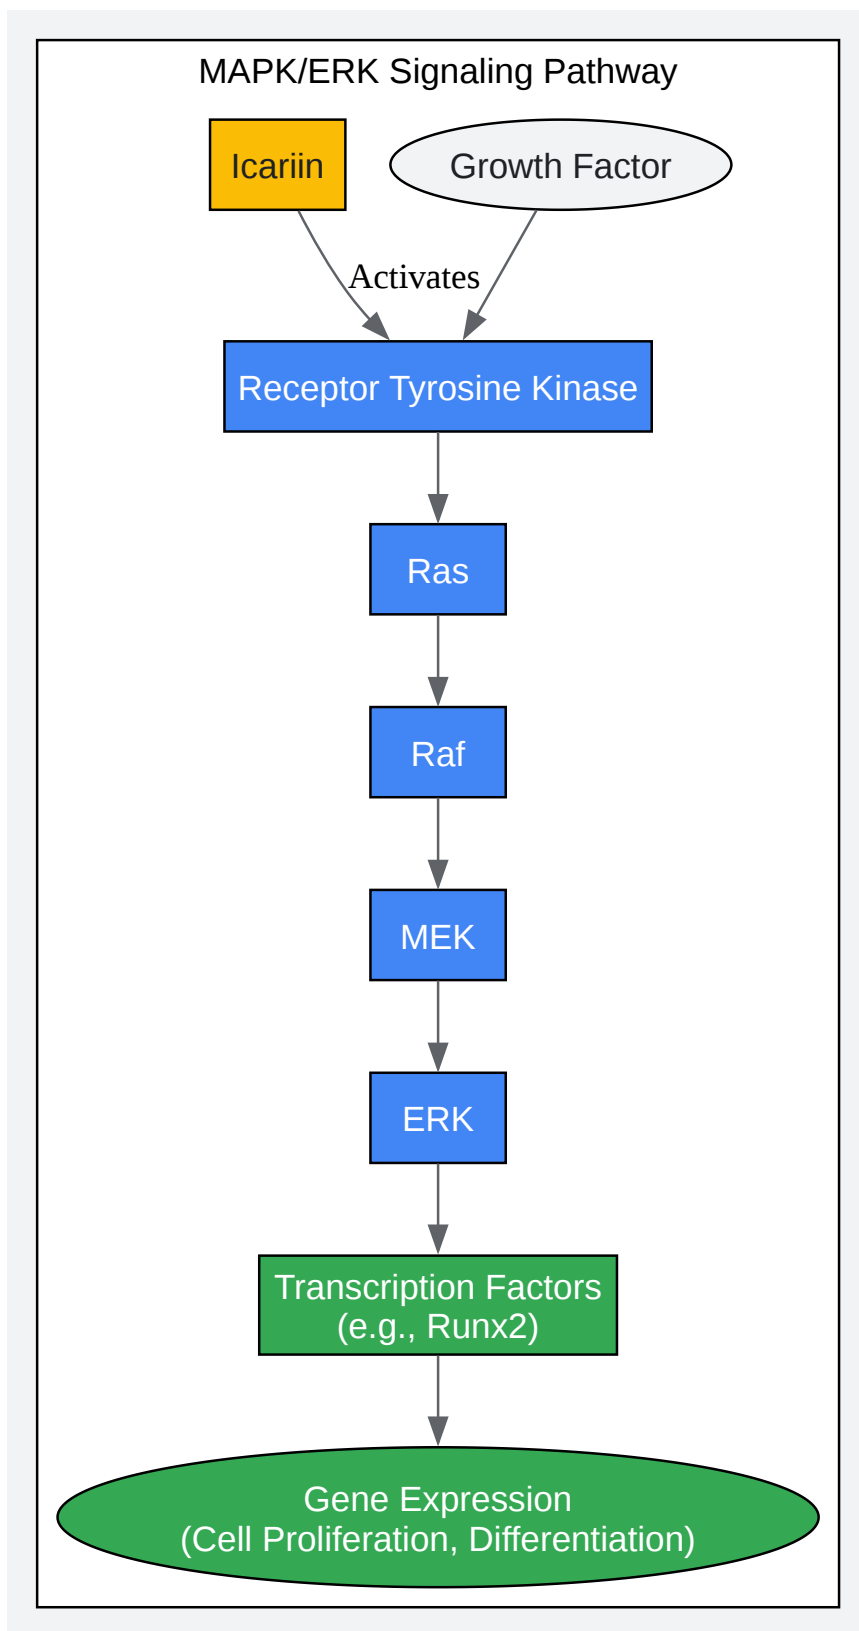 MAPK/ERK Signaling Pathway
Icariin
Growth Factor
Activates
Receptor Tyrosine Kinase
Ras
Raf
MEK
ERK
Transcription Factors
(e.g., Runx2)
Gene Expression
(Cell Proliferation, Differentiation)